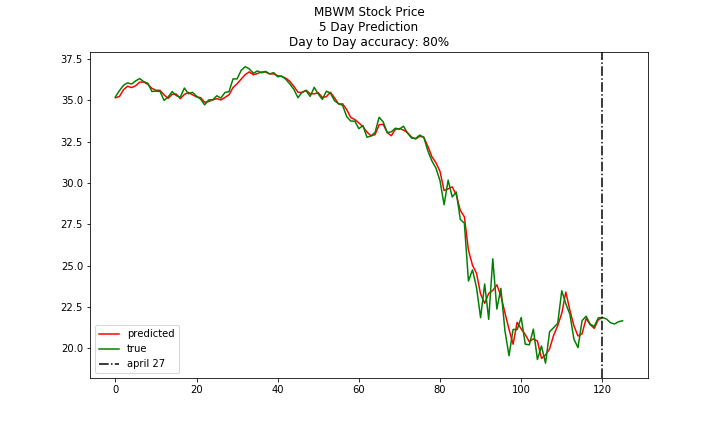 MBWM Stock Price
5 Day Prediction
Day to Day accuracy: 80%
37.5
35.0
32.5
30.0
27.5
25.0
22.5
20.0
predicted
true
april 27
0 20 40 60 80 100 120